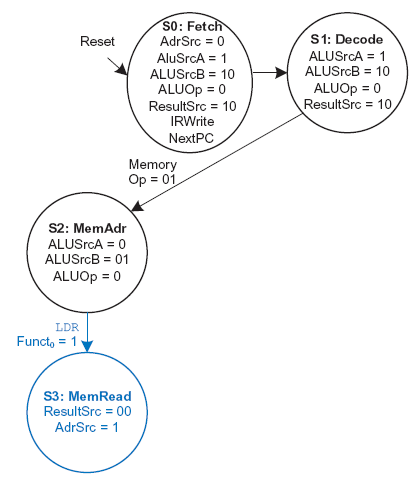 Reset
S0: Fetch
AdrSrc = 0
AluSrcA = 1
ALUSrcB = 10
ALUOp = 0
ResultSrc = 10
IRWrite
NextPC
S1: Decode
ALUSrcA = 1
ALUSrcB = 10
ALUOp = 0
ResultSrc = 10
Memory
Op = 01
S2: MemAdr
ALUSrcA = 0
ALUSrcB = 01
ALUOp = 0
LDR
Funct₀ = 1
S3: MemRead
ResultSrc = 00
AdrSrc = 1